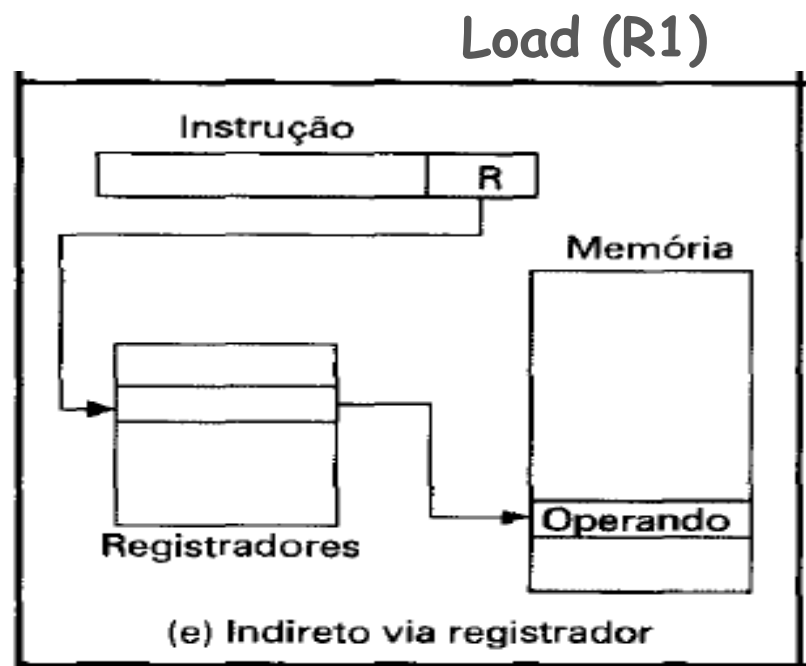 Load (R1)
Instrução
R
Memória
Operando
Registradores
(e) Indireto via registrador